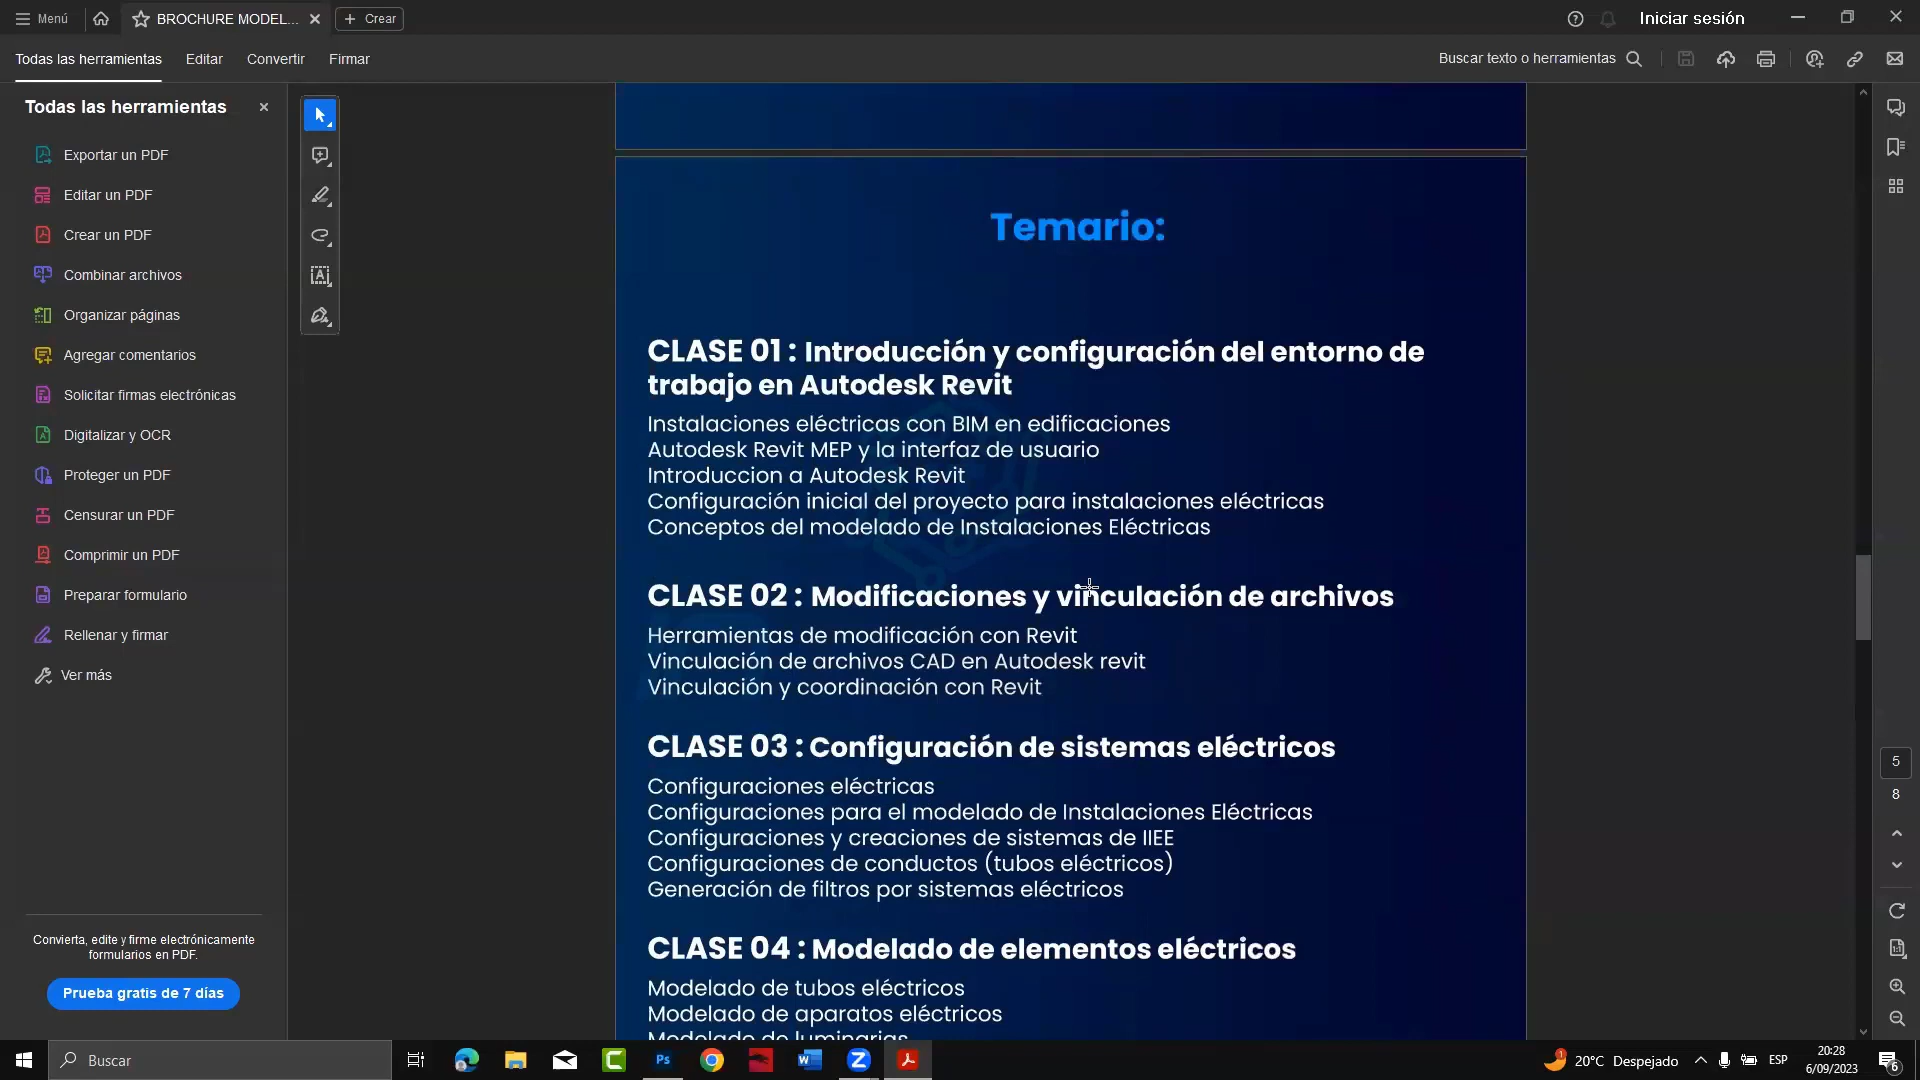 Menú
BROCHURE MODEL...
Crear
Iniciar sesión
Todas las herramientas
Editar
Convertir
Firmar
Buscar texto o herramientas
Todas las herramientas
Exportar un PDF
Editar un PDF
Crear un PDF
Combinar archivos
Organizar páginas
Agregar comentarios
Solicitar firmas electrónicas
Digitalizar y OCR
Proteger un PDF
Censurar un PDF
Comprimir un PDF
Preparar formulario
Rellenar y firmar
Ver más
Convierta, edite y firme electrónicamente
formularios en PDF.
Prueba gratis de 7 días
Temario:
CLASE 01 : Introducción y configuración del entorno de
trabajo en Autodesk Revit
Instalaciones eléctricas con BIM en edificaciones
Autodesk Revit MEP y la interfaz de usuario
Introduccion a Autodesk Revit
Configuración inicial del proyecto para instalaciones eléctricas
Conceptos del modelado de Instalaciones Eléctricas
CLASE 02 : Modificaciones y vinculación de archivos
Herramientas de modificación con Revit
Vinculación de archivos CAD en Autodesk revit
Vinculación y coordinación con Revit
CLASE 03 : Configuración de sistemas eléctricos
Configuraciones eléctricas
Configuraciones para el modelado de Instalaciones Eléctricas
Configuraciones y creaciones de sistemas de IIEE
Configuraciones de conductos (tubos eléctricos)
Generación de filtros por sistemas eléctricos
CLASE 04 : Modelado de elementos eléctricos
Modelado de tubos eléctricos
Modelado de aparatos eléctricos
Modelado de luminarias
5
8
Buscar
20°C Despejado
ESP
20:28
6/09/2023
6